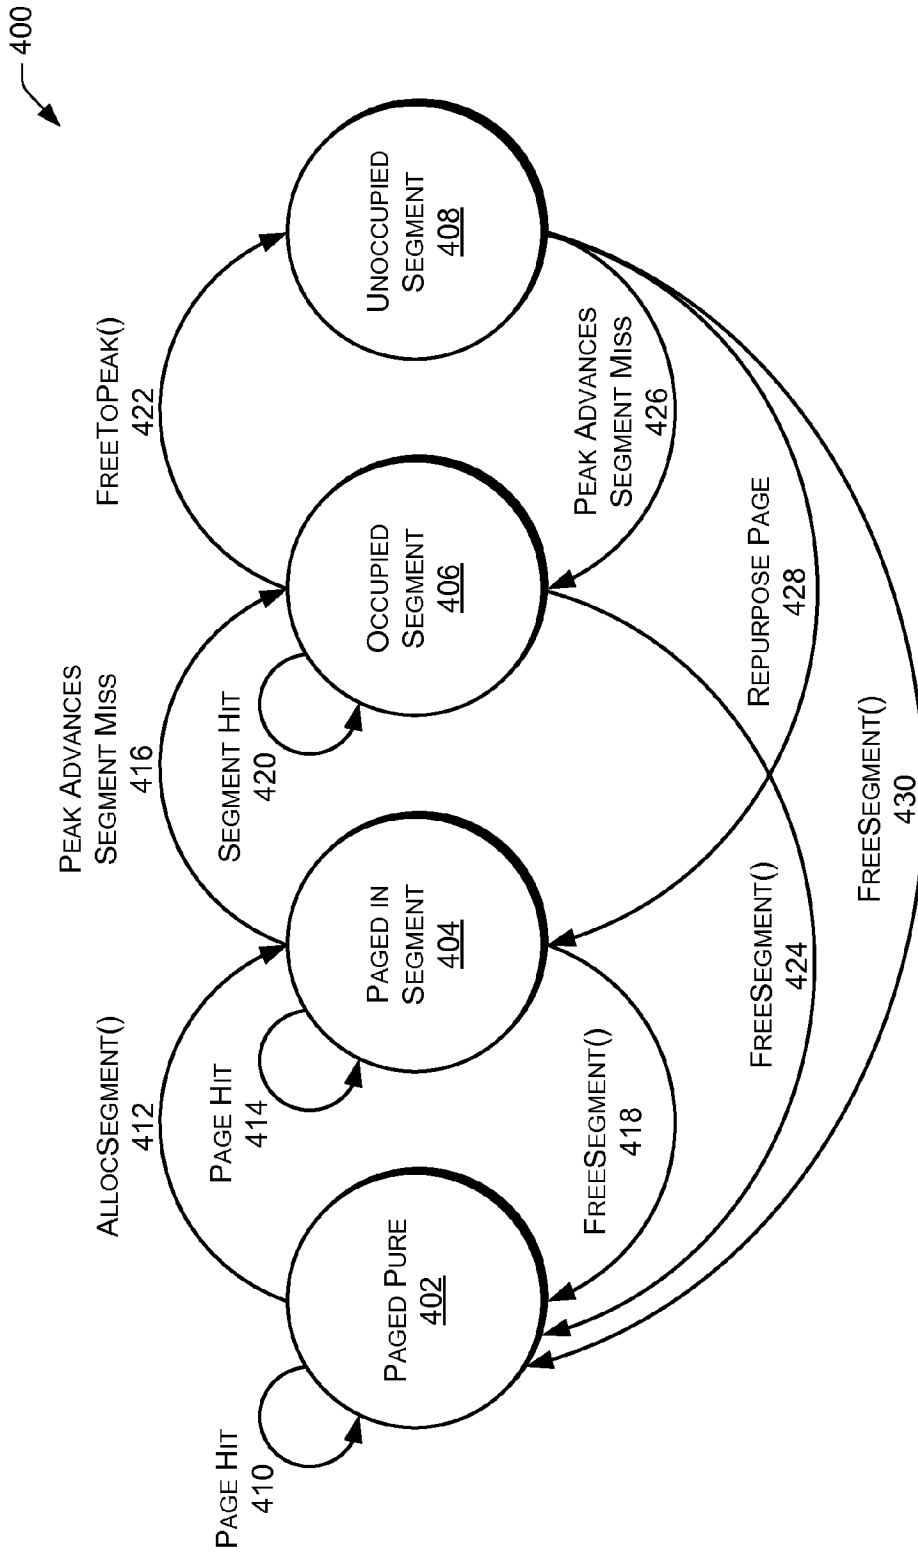 400
FREETOPEAK()
422
PEAK ADVANCES
SEGMENT MISS
416
ALLOCSEGMENT()
412
PAGE HIT
410
PAGE HIT
414
SEGMENT HIT
420
PAGED PURE
402
PAGED IN
SEGMENT
404
OCCUPIED
SEGMENT
406
UNOCCUPIED
SEGMENT
408
FREESEGMENT()
418
PEAK ADVANCES
SEGMENT MISS
426
FREESEGMENT()
424
REPURPOSE PAGE
428
FREESEGMENT()
430